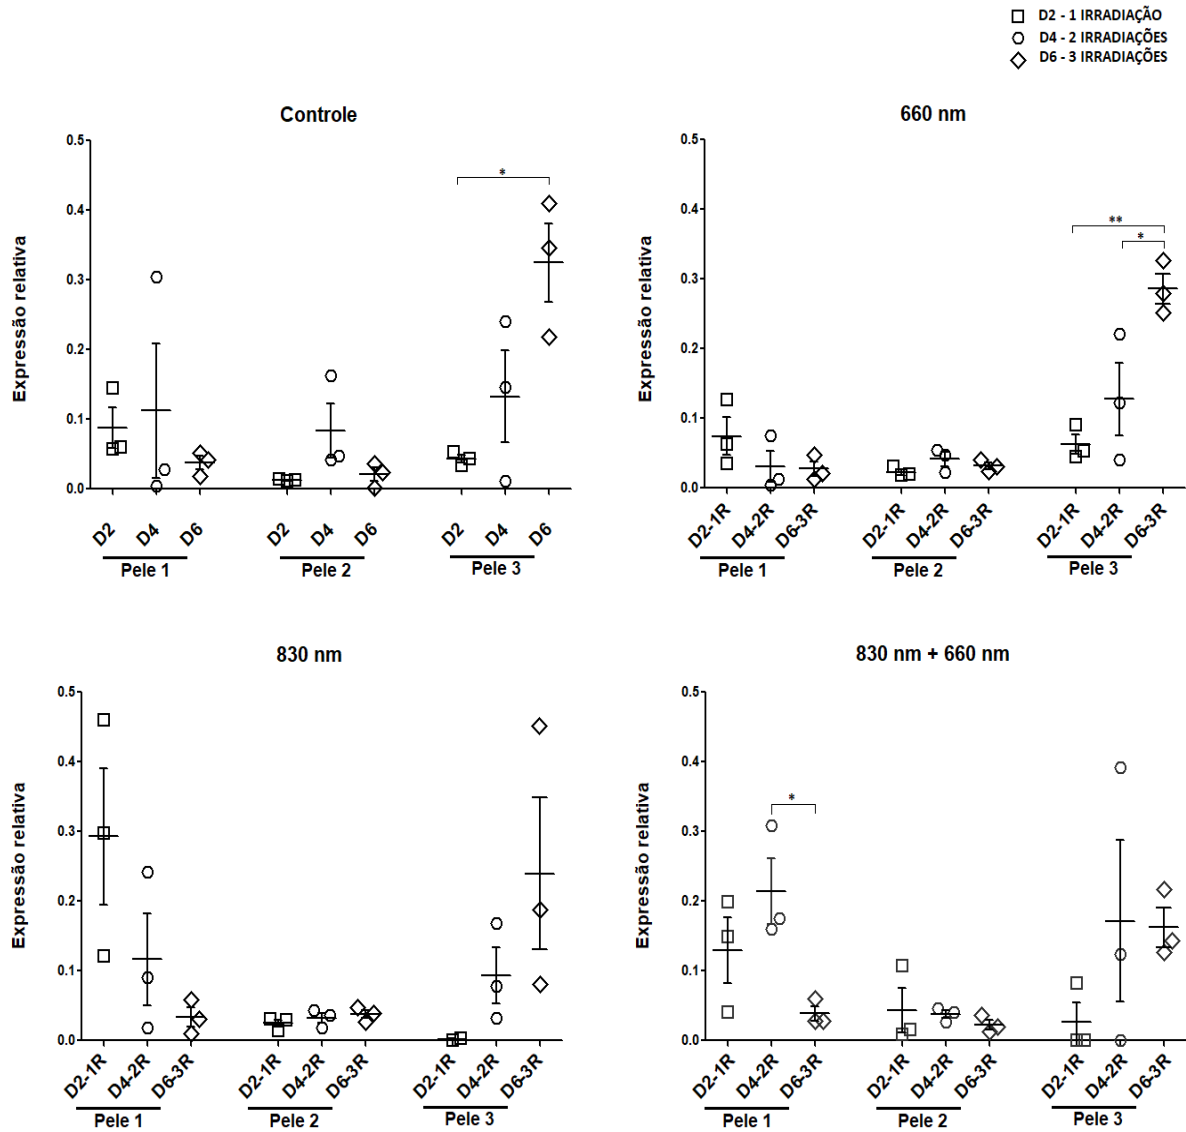 D2 - 1 IRRADIAÇÃO
D4 - 2 IRRADIAÇÕES
D6 - 3 IRRADIAÇÕES
Controle
Expressão relativa
0.5
0.4
0.3
0.2
0.1
0.0
*
D2 D4 D6 D2 D4 D6 D2 D4 D6
Pele 1 Pele 2 Pele 3
660 nm
Expressão relativa
0.5
0.4
0.3
0.2
0.1
0.0
**
*
D2-1R D4-2R D6-3R D2-1R D4-2R D6-3R D2-1R D4-2R D6-3R
Pele 1 Pele 2 Pele 3
830 nm
Expressão relativa
0.5
0.4
0.3
0.2
0.1
0.0
D2-1R D4-2R D6-3R D2-1R D4-2R D6-3R D2-1R D4-2R D6-3R
Pele 1 Pele 2 Pele 3
830 nm + 660 nm
Expressão relativa
0.5
0.4
0.3
0.2
0.1
0.0
*
D2-1R D4-2R D6-3R D2-1R D4-2R D6-3R D2-1R D4-2R D6-3R
Pele 1 Pele 2 Pele 3